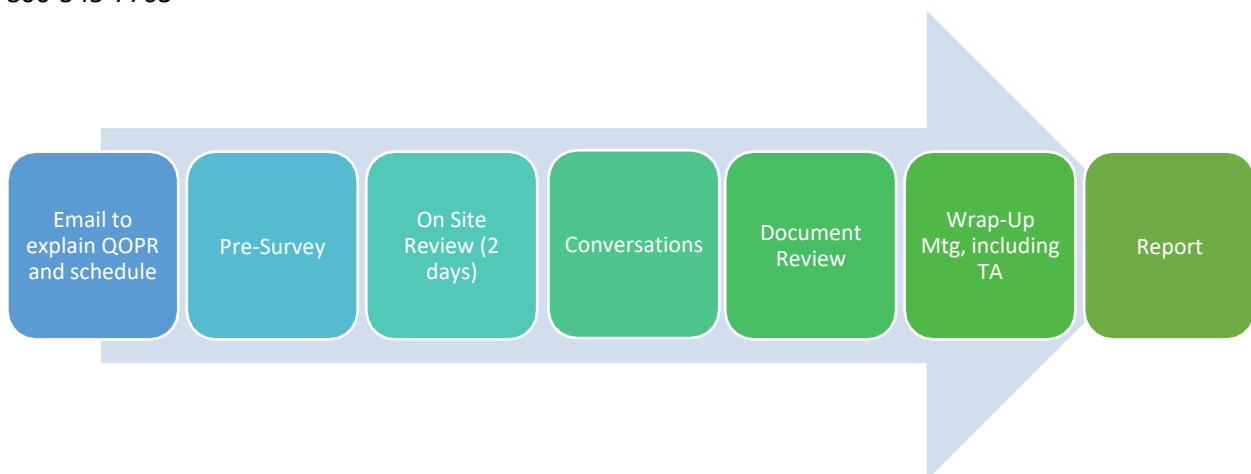 Email to
explain QOPR
and schedule
Pre-Survey
On Site
Review (2
days)
Conversations
Document
Review
Wrap-Up
Mtg, including
TA
Report